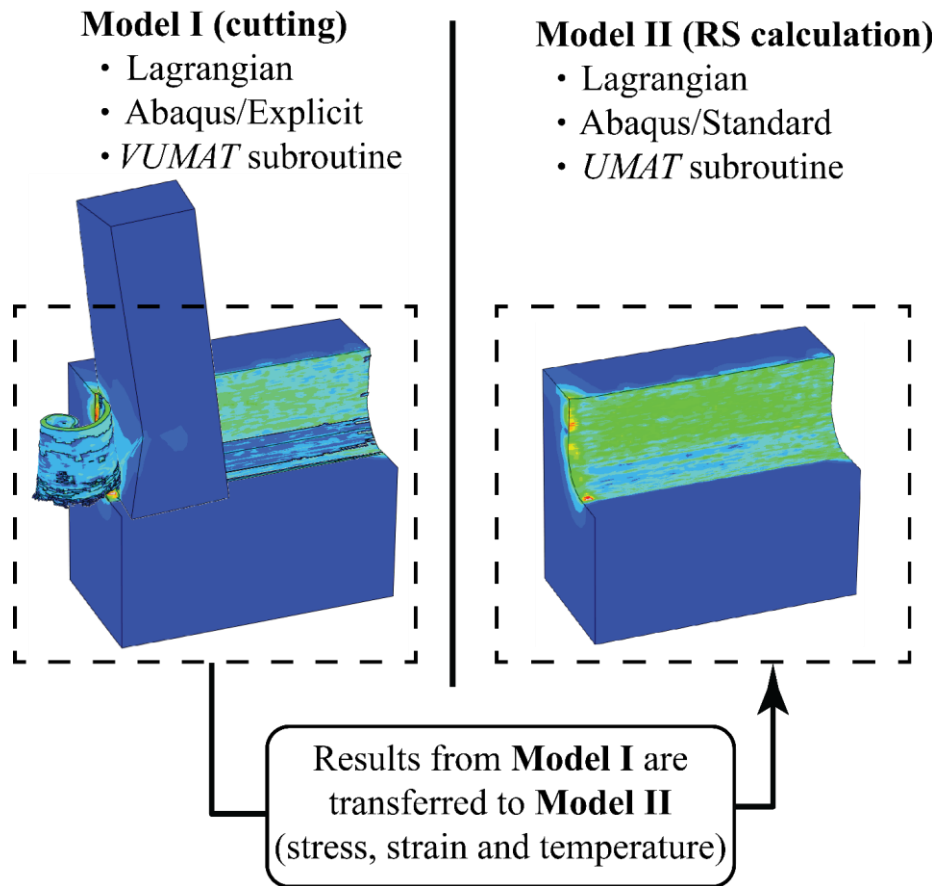 Model I (cutting)
· Lagrangian
· Abaqus/Explicit
· VUMAT subroutine
Model II (RS calculation)
· Lagrangian
· Abaqus/Standard
· UMAT subroutine
Results from Model I are
transferred to Model II
(stress, strain and temperature)